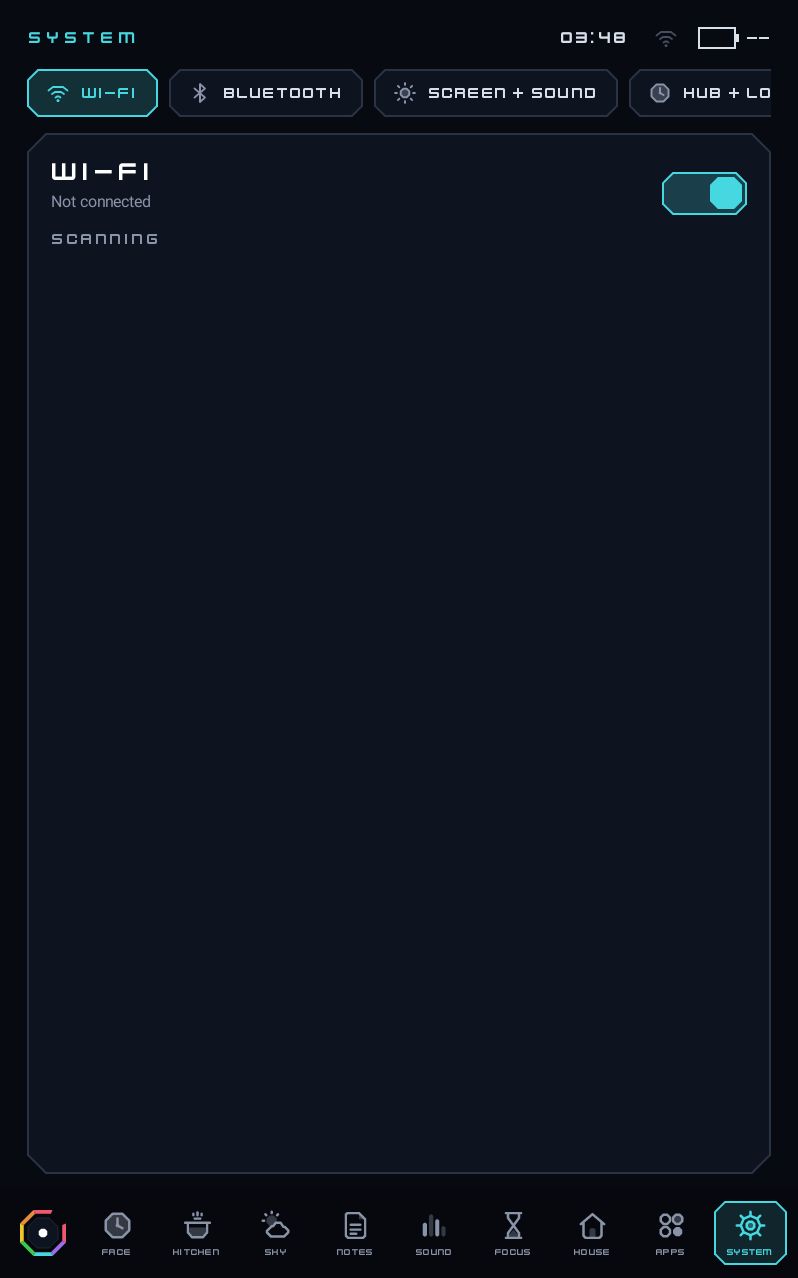 SYSTEM
03:48
--
WI-FI
BLUETOOTH
SCREEN + SOUND
HUB + LO
WI-FI
Not connected
SCANNING
FACE
KITCHEN
SKY
NOTES
SOUND
FOCUS
HOUSE
APPS
SYSTEM